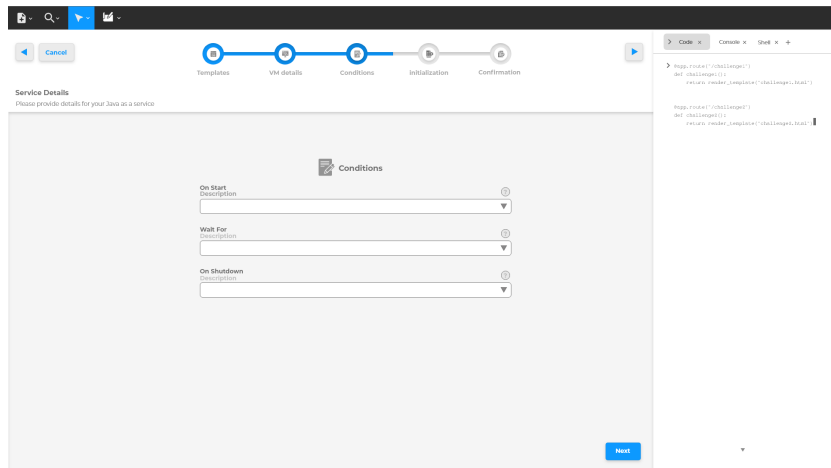 Cancel
Templates
VM details
Conditions
Initialization
Confirmation
Service Details
Please provide details for your Java as a service
Conditions
On Start
Description
?
Wait For
Description
?
On Shutdown
Description
?
Next
Code ×
Console ×
Shell × +
@app.route('/challenge')
def challenge():
return render_template('challenge.html')
@app.route('/challenge2')
def challenge2():
return render_template('challenge2.html')